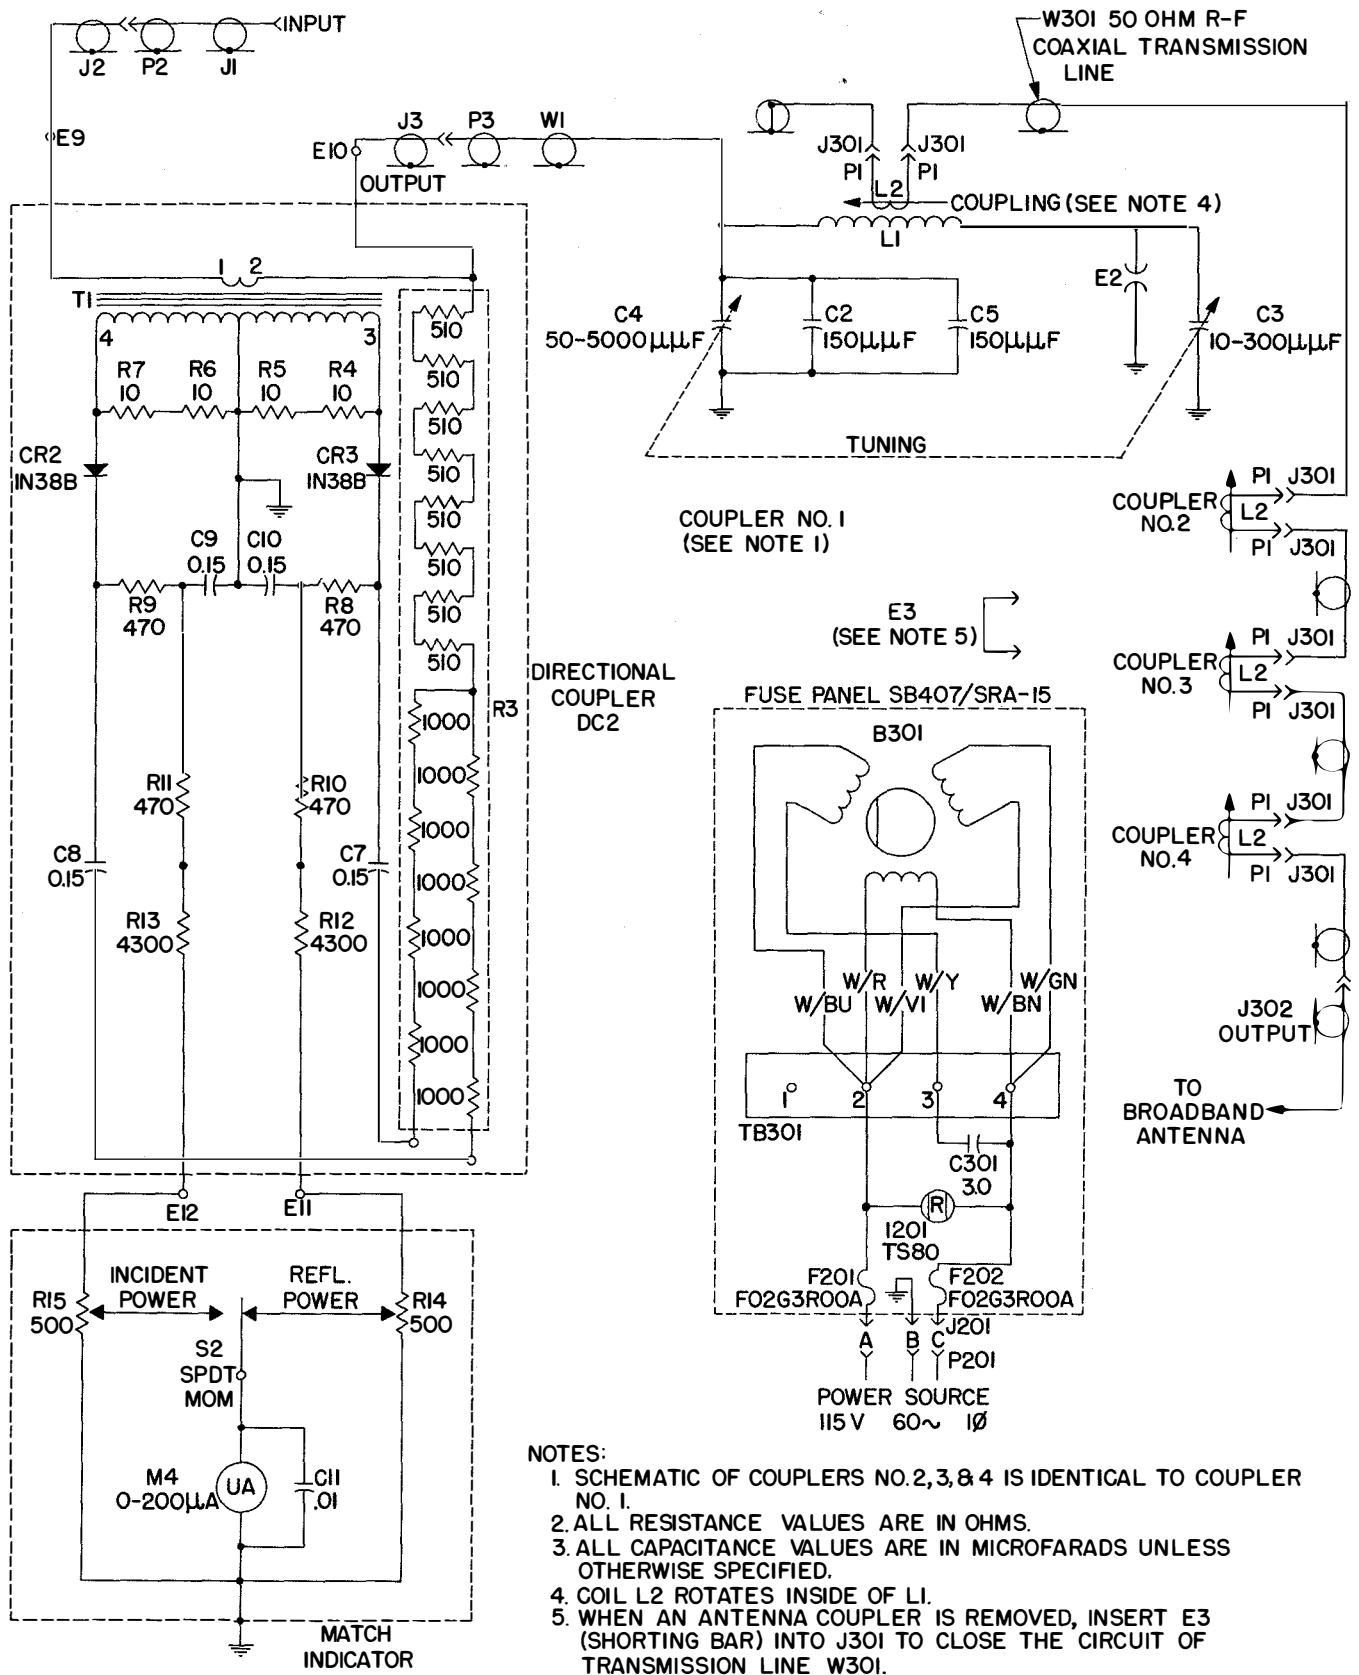 INPUT
J2 P2 J1
E9
J3 P3 W1
E10
OUTPUT
W301 50 OHM R-F
COAXIAL TRANSMISSION
LINE
J301 J301
P1 P1
L2
COUPLING (SEE NOTE 4)
L1
1 2
T1
4 3
R7 R6 R5 R4
10 10 10 10
CR2
1N38B
CR3
1N38B
C9 C10
0.15 0.15
R9
470
R8
470
R11
470
R10
470
C8
0.15
C7
0.15
R13
4300
R12
4300
510
510
510
510
510
510
510
510
1000
1000
1000
1000
1000
1000
1000
1000
R3
DIRECTIONAL
COUPLER
DC2
E12 E11
C4
50-5000µµF
C2
150µµF
C5
150µµF
E2
C3
10-300µµF
TUNING
COUPLER NO. 1
(SEE NOTE 1)
E3
(SEE NOTE 5)
COUPLER
NO.2
P1 J301
L2
P1 J301
COUPLER
NO.3
P1 J301
L2
P1 J301
COUPLER
NO.4
P1 J301
L2
P1 J301
J302
OUTPUT
TO
BROADBAND
ANTENNA
FUSE PANEL SB407/SRA-15
B301
W/BU W/R W/VI W/Y W/BN W/GN
1 2 3 4
TB301
C301
3.0
R
1201
TS80
F201
F02G3R00A
F202
F02G3R00A
J201
A B C
P201
POWER SOURCE
115V 60~ 1Ø
INCIDENT
POWER
REFL.
POWER
R15
500
R14
500
S2
SPDT
MOM
M4
0-200µA
UA
C11
.01
MATCH
INDICATOR
NOTES:
1. SCHEMATIC OF COUPLERS NO.2,3,& 4 IS IDENTICAL TO COUPLER
NO. 1.
2. ALL RESISTANCE VALUES ARE IN OHMS.
3. ALL CAPACITANCE VALUES ARE IN MICROFARADS UNLESS
OTHERWISE SPECIFIED.
4. COIL L2 ROTATES INSIDE OF L1.
5. WHEN AN ANTENNA COUPLER IS REMOVED, INSERT E3
(SHORTING BAR) INTO J301 TO CLOSE THE CIRCUIT OF
TRANSMISSION LINE W301.